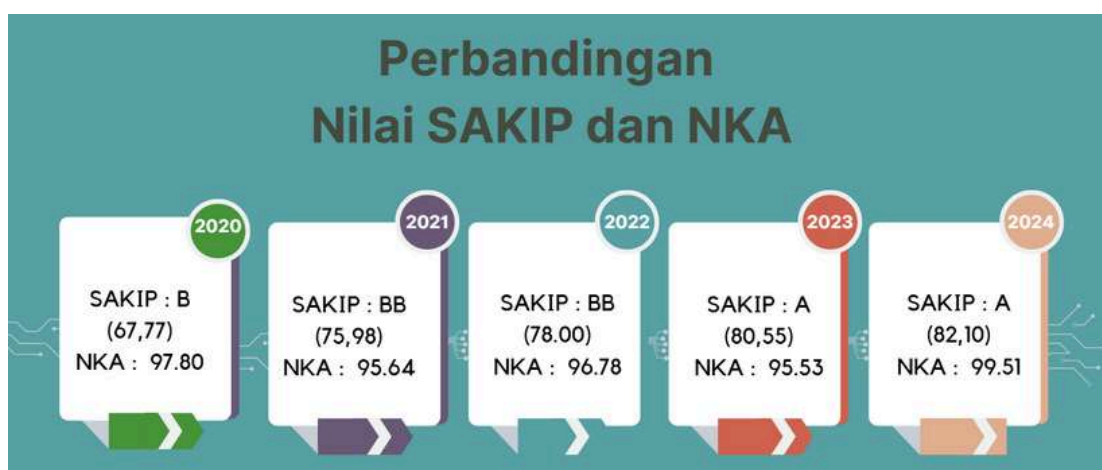 Perbandingan
Nilai SAKIP dan NKA
2020
SAKIP : B
(67,77)
NKA : 97.80
2021
SAKIP : BB
(75,98)
NKA : 95.64
2022
SAKIP : BB
(78.00)
NKA : 96.78
2023
SAKIP : A
(80,55)
NKA : 95.53
2024
SAKIP : A
(82,10)
NKA : 99.51